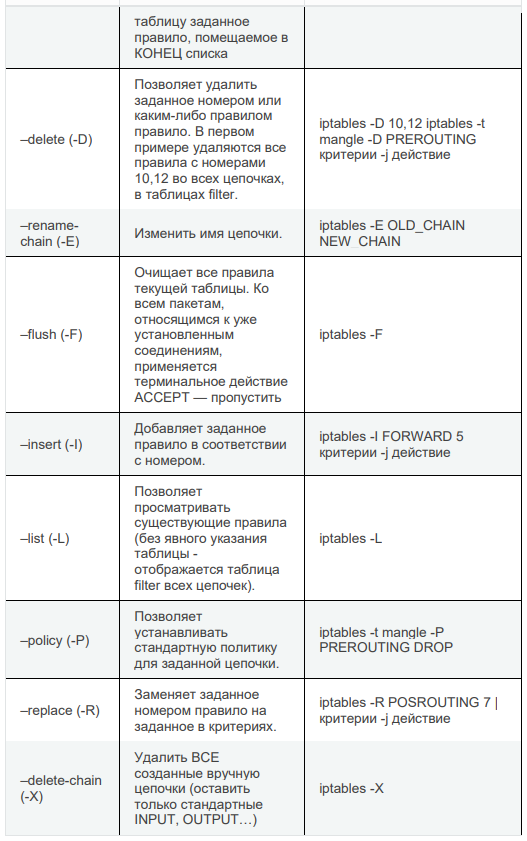 таблицу заданное
правило, помещаемое в
КОНЕЦ списка
–delete (-D)
Позволяет удалить
заданное номером или
каким-либо правилом
правило. В первом
примере удаляются все
правила с номерами
10,12 во всех цепочках,
в таблицах filter.
iptables -D 10,12 iptables -t
mangle -D PREROUTING
критерии -j действие
–rename-
chain (-E)
Изменить имя цепочки.
iptables -E OLD_CHAIN
NEW_CHAIN
–flush (-F)
Очищает все правила
текущей таблицы. Ко
всем пакетам,
относящимся к уже
установленным
соединениям,
применяется
терминальное действие
ACCEPT — пропустить
iptables -F
–insert (-I)
Добавляет заданное
правило в соответствии
с номером.
iptables -I FORWARD 5
критерии -j действие
–list (-L)
Позволяет
просматривать
существующие правила
(без явного указания
таблицы -
отображается таблица
filter всех цепочек).
iptables -L
–policy (-P)
Позволяет
устанавливать
стандартную политику
для заданной цепочки.
iptables -t mangle -P
PREROUTING DROP
–replace (-R)
Заменяет заданное
номером правило на
заданное в критериях.
iptables -R POSROUTING 7 |
критерии -j действие
–delete-chain
(-X)
Удалить ВСЕ
созданные вручную
цепочки (оставить
только стандартные
INPUT, OUTPUT…)
iptables -X